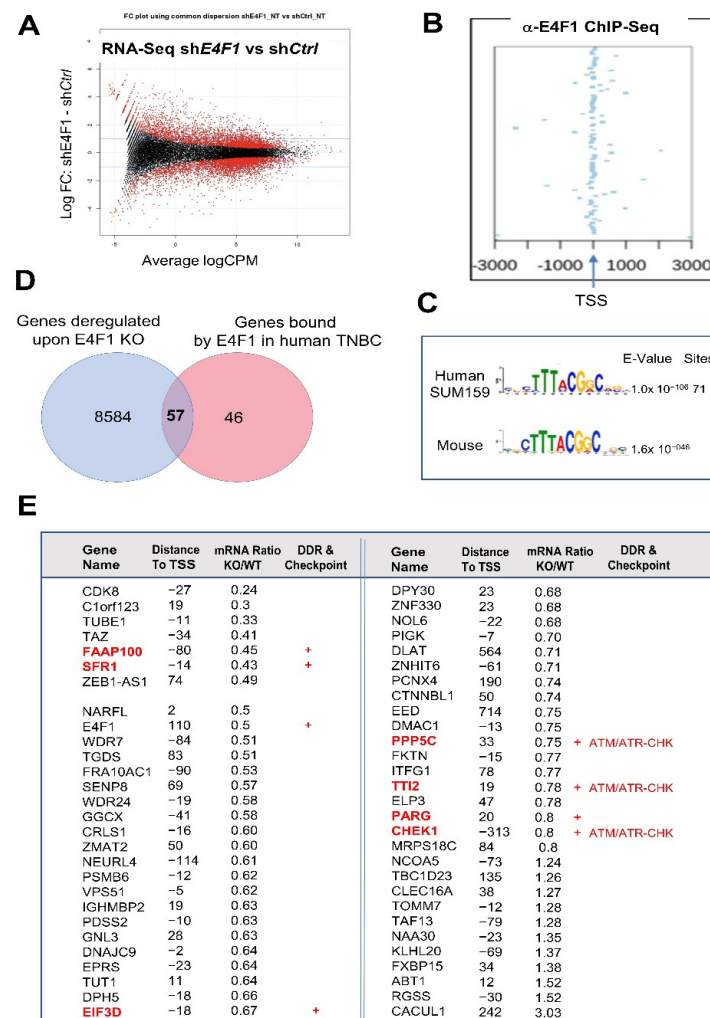 A
FC plot using common dispersion shE4F1_NT vs shCtrl_NT
RNA-Seq shE4F1 vs shCtrl
Log FC: shE4F1 - shCtrl
-5 0 5 10
Average logCPM
B
α-E4F1 ChIP-Seq
-3000 -1000 0 1000 3000
TSS
C
E-Value Sites
Human SUM159 TTTACGGC 1.0x 10⁻¹⁰⁶ 71
Mouse CTTTACGGC 1.6x 10⁻⁰⁴⁶
D
Genes deregulated upon E4F1 KO
Genes bound by E4F1 in human TNBC
8584 57 46
E
Gene Name Distance To TSS mRNA Ratio KO/WT DDR & Checkpoint
CDK8 −27 0.24
C1orf123 19 0.3
TUBE1 −11 0.33
TAZ −34 0.41
FAAP100 −80 0.45 +
SFR1 −14 0.43 +
ZEB1-AS1 74 0.49
NARFL 2 0.5
E4F1 110 0.5 +
WDR7 −84 0.51
TGDS 83 0.51
FRA10AC1 −90 0.53
SENP8 69 0.57
WDR24 −19 0.58
GGCX −41 0.58
CRLS1 −16 0.60
ZMAT2 50 0.60
NEURL4 −114 0.61
PSMB6 −12 0.62
VPS51 −5 0.62
IGHMBP2 19 0.63
PDSS2 −10 0.63
GNL3 28 0.63
DNAJC9 −2 0.64
EPRS −23 0.64
TUT1 11 0.64
DPH5 −18 0.66
EIF3D −18 0.67 +
Gene Name Distance To TSS mRNA Ratio KO/WT DDR & Checkpoint
DPY30 23 0.68
ZNF330 23 0.68
NOL6 −22 0.68
PIGK −7 0.70
DLAT 564 0.71
ZNHIT6 −61 0.71
PCNX4 190 0.74
CTNNBL1 50 0.74
EED 714 0.75
DMAC1 −13 0.75
PPP5C 33 0.75 + ATM/ATR-CHK
FKTN −15 0.77
ITFG1 78 0.77
TTI2 19 0.78 + ATM/ATR-CHK
ELP3 47 0.78
PARG 20 0.8 +
CHEK1 −313 0.8 + ATM/ATR-CHK
MRPS18C 84 0.8
NCOA5 −73 1.24
TBC1D23 135 1.26
CLEC16A 38 1.27
TOMM7 −12 1.28
TAF13 −79 1.28
NAA30 −23 1.35
KLHL20 −69 1.37
FXBP15 34 1.38
ABT1 12 1.52
RGSS −30 1.52
CACUL1 242 3.03